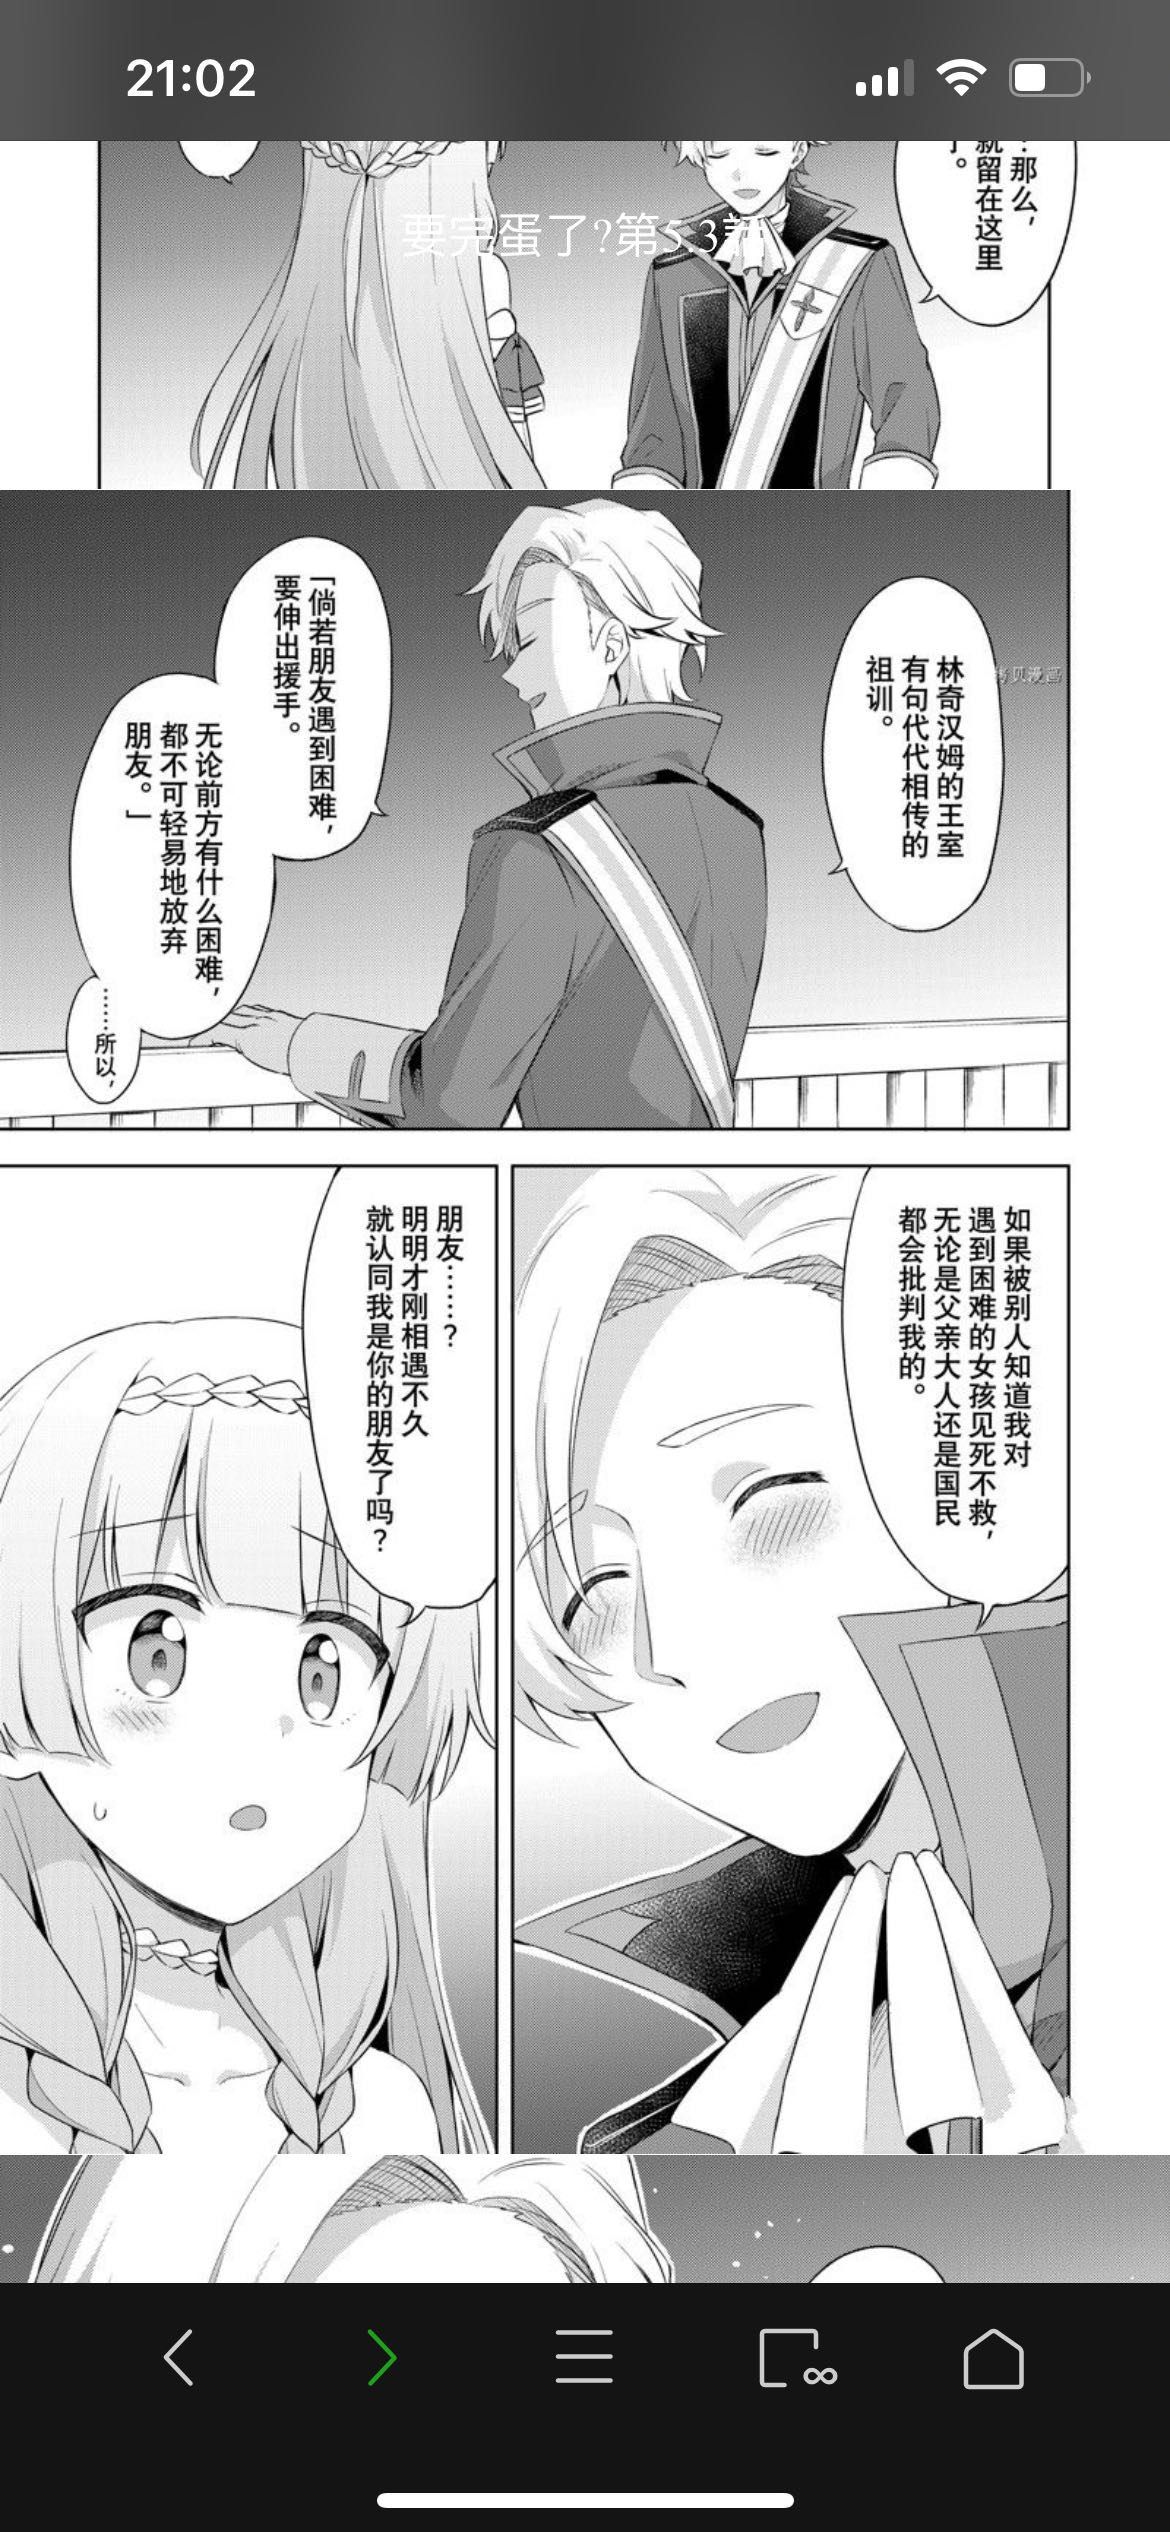 21:02
？那么，
就留在这里
了。
要完蛋了?第5.3話
林奇汉姆的王室
有句代代相传的
祖训。
拷贝漫画
「倘若朋友遇到困难，
要伸出援手。
无论前方有什么困难，
都不可轻易地放弃
朋友。」
……所以，
如果被别人知道我对
遇到困难的女孩见死不救，
无论是父亲大人还是国民
都会批判我的。
朋友……？
明明才刚相遇不久
就认同我是你的朋友了吗？